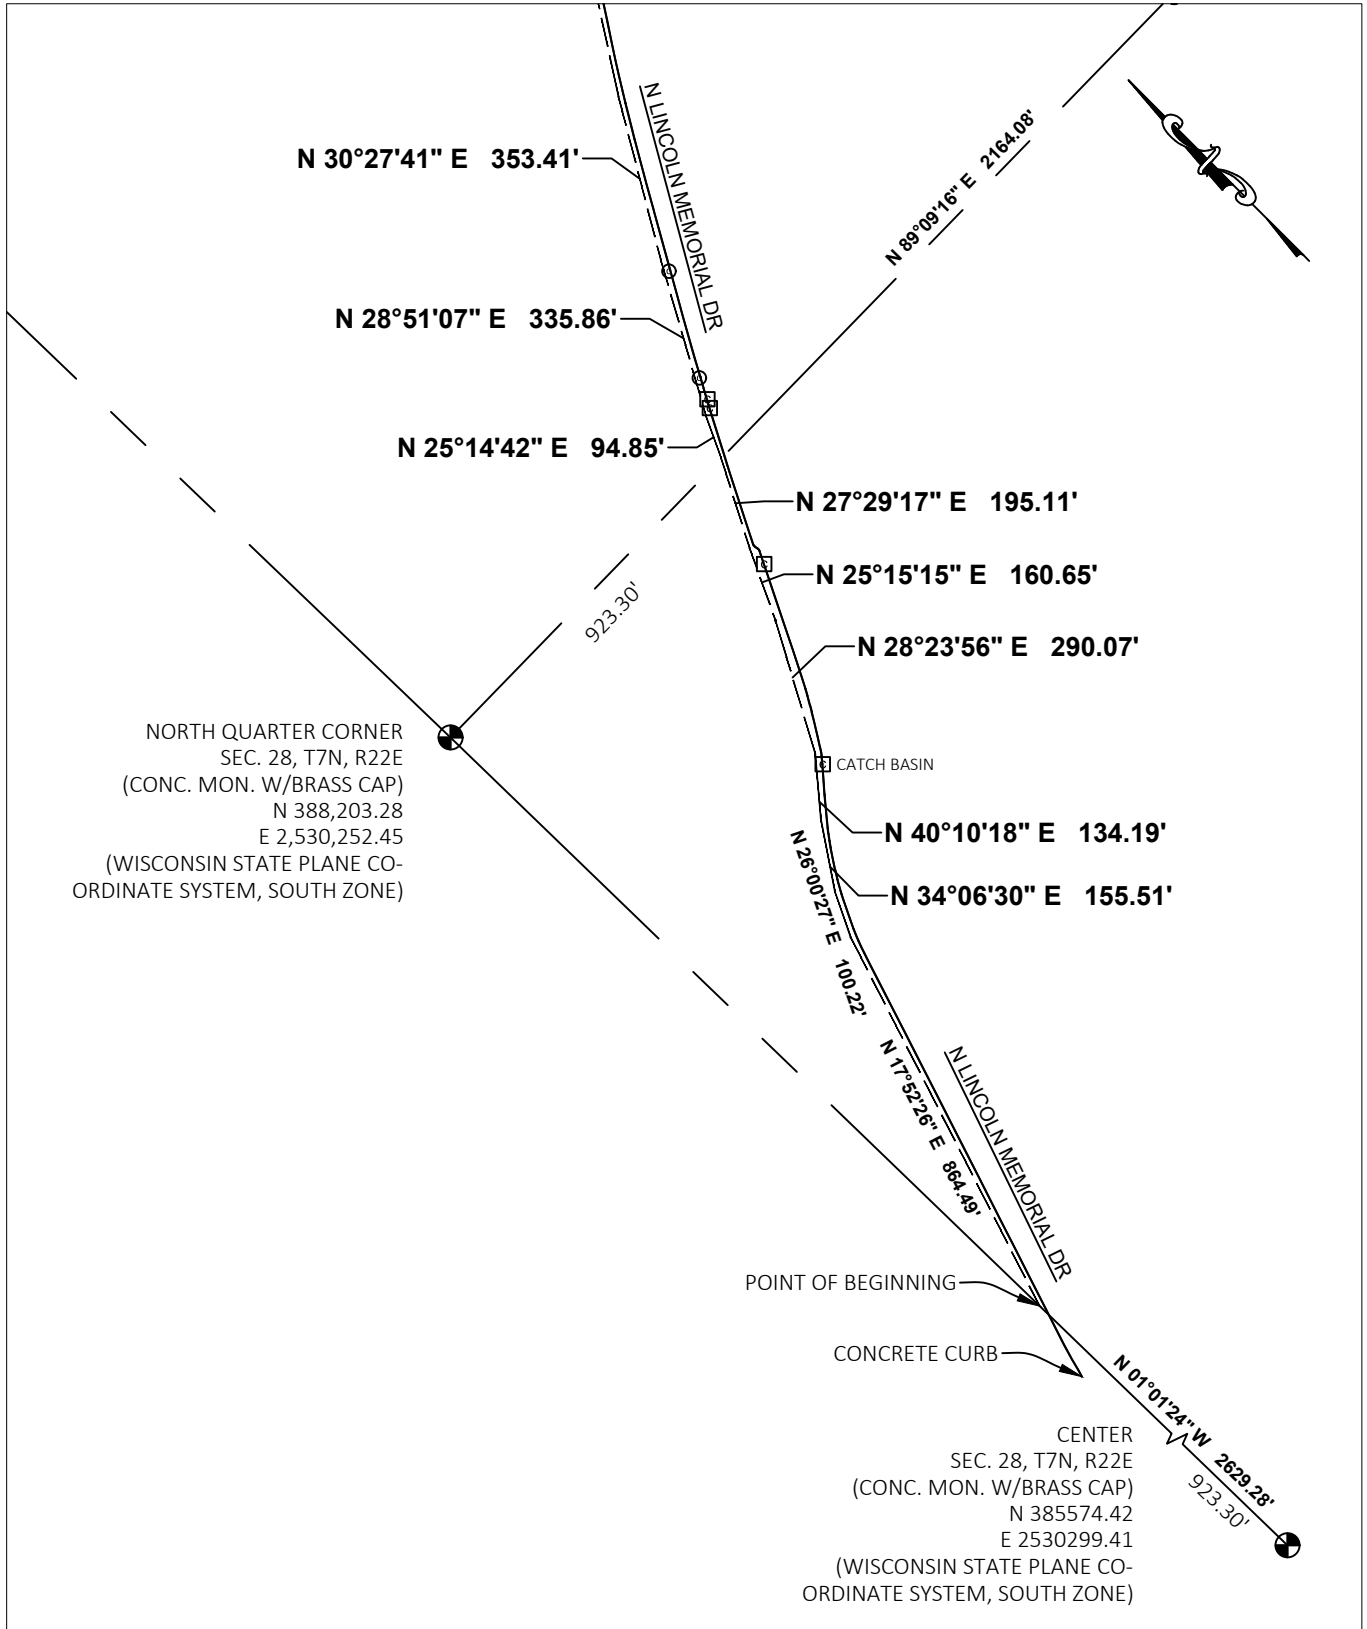 N LINCOLN MEMORIAL DR
N 30°27'41" E 353.41'
N 89°09'16" E 2164.08'
N 28°51'07" E 335.86'
N 25°14'42" E 94.85'
N 27°29'17" E 195.11'
N 25°15'15" E 160.65'
923.30'
N 28°23'56" E 290.07'
NORTH QUARTER CORNER
SEC. 28, T7N, R22E
(CONC. MON. W/BRASS CAP)
N 388,203.28
E 2,530,252.45
(WISCONSIN STATE PLANE CO-
ORDINATE SYSTEM, SOUTH ZONE)
CATCH BASIN
N 40°10'18" E 134.19'
N 34°06'30" E 155.51'
N 26°00'27" E 100.22'
N 17°52'26" E 864.49'
N LINCOLN MEMORIAL DR
POINT OF BEGINNING
CONCRETE CURB
N 01°01'24" W 2629.28'
923.30'
CENTER
SEC. 28, T7N, R22E
(CONC. MON. W/BRASS CAP)
N 385574.42
E 2530299.41
(WISCONSIN STATE PLANE CO-
ORDINATE SYSTEM, SOUTH ZONE)